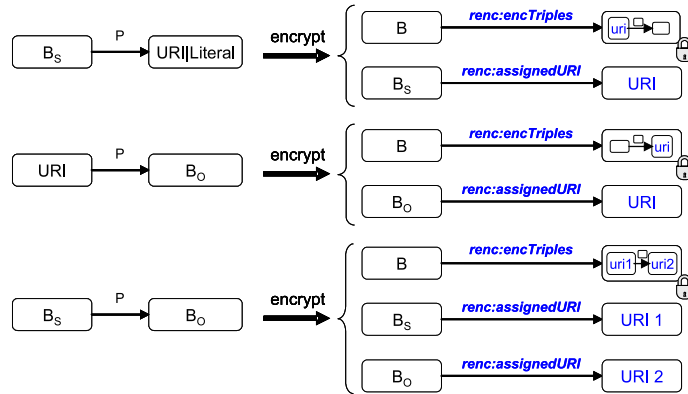 P
B_S URI|Literal
encrypt
B renc:encTriples uri
B_S renc:assignedURI URI
P
URI B_O
encrypt
B renc:encTriples uri
B_O renc:assignedURI URI
P
B_S B_O
encrypt
B renc:encTriples uri1 uri2
B_S renc:assignedURI URI 1
B_O renc:assignedURI URI 2